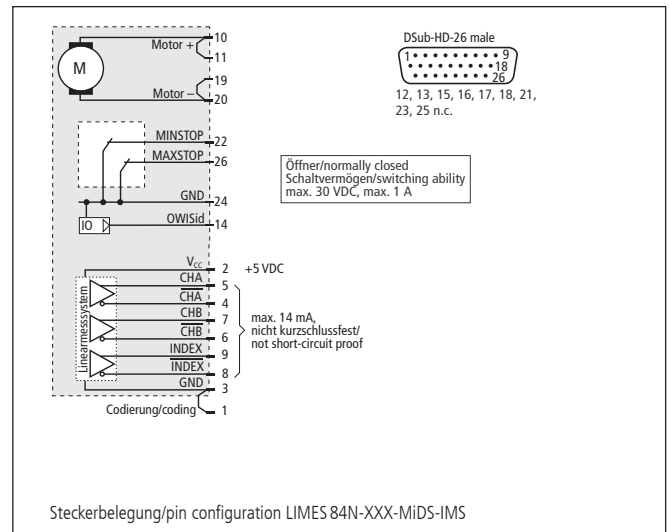 10
Motor +
11
M
19
Motor –
20
MINSTOP
22
MAXSTOP
26
GND
24
IO
OWISid
14
VCC
2
+5 VDC
CHA
5
CHA
4
CHB
7
CHB
6
INDEX
9
INDEX
8
GND
3
Linearmesssystem
Codierung/coding
1
max. 14 mA,
nicht kurzschlussfest/
not short-circuit proof
DSub-HD-26 male
1 9
18
26
12, 13, 15, 16, 17, 18, 21,
23, 25 n.c.
Öffner/normally closed
Schaltvermögen/switching ability
max. 30 VDC, max. 1 A
Steckerbelegung/pin configuration LIMES 84N-XXX-MiDS-IMS